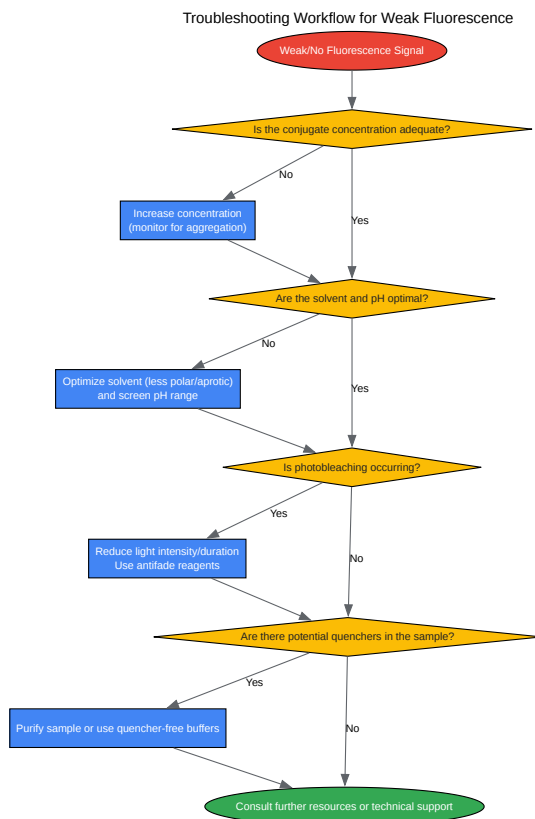 Troubleshooting Workflow for Weak Fluorescence
Weak/No Fluorescence Signal
Is the conjugate concentration adequate?
No
Increase concentration
(monitor for aggregation)
Yes
Are the solvent and pH optimal?
No
Optimize solvent (less polar/aprotic)
and screen pH range
Yes
Is photobleaching occurring?
Yes
Reduce light intensity/duration
Use antifade reagents
No
Are there potential quenchers in the sample?
Yes
Purify sample or use quencher-free buffers
No
Consult further resources or technical support